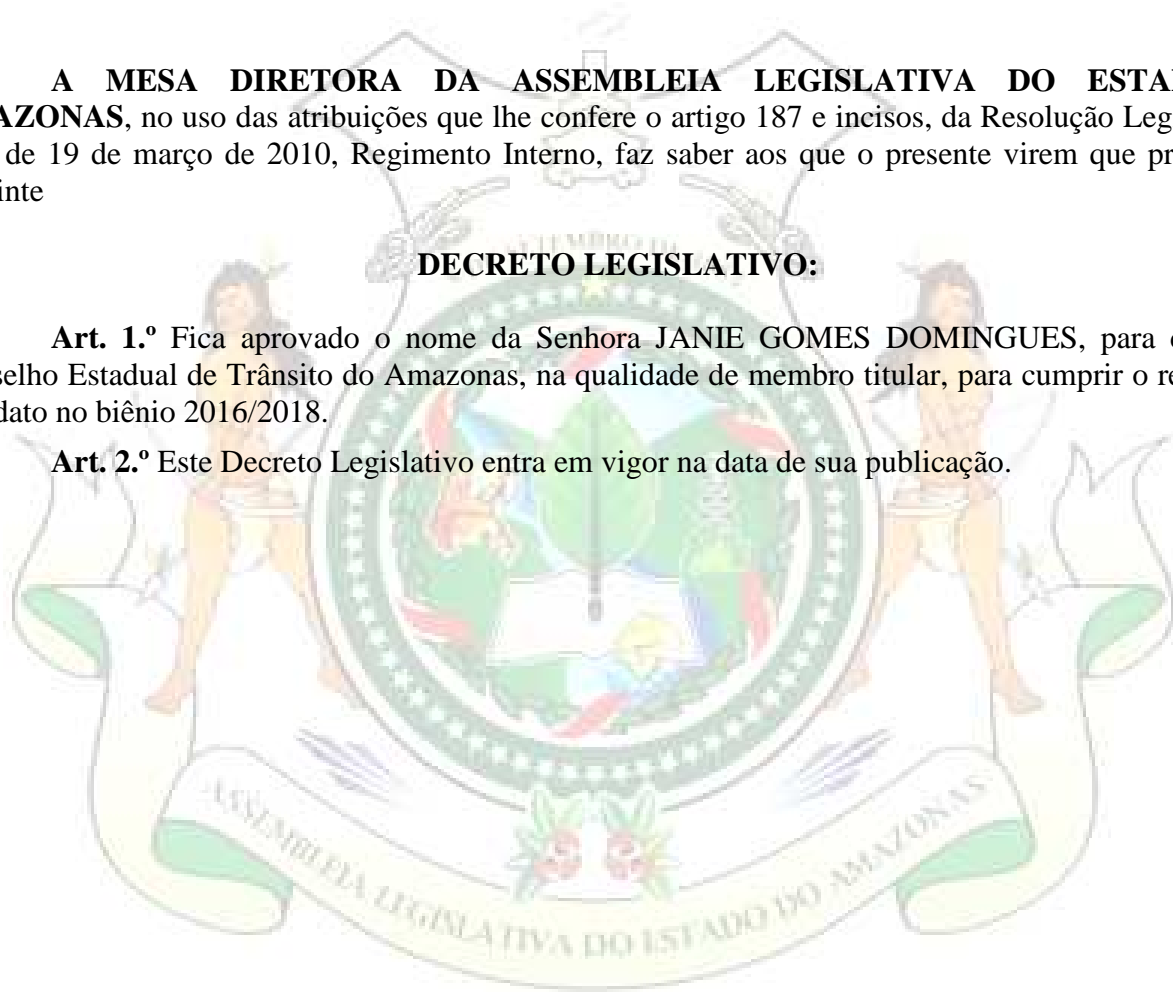 A MESA DIRETORA DA ASSEMBLEIA LEGISLATIVA DO ESTA
AZONAS, no uso das atribuições que lhe confere o artigo 187 e incisos, da Resolução Leg
de 19 de março de 2010, Regimento Interno, faz saber aos que o presente virem que pr
inte
DECRETO LEGISLATIVO:
Art. 1.º Fica aprovado o nome da Senhora JANIE GOMES DOMINGUES, para
selho Estadual de Trânsito do Amazonas, na qualidade de membro titular, para cumprir o re
dato no biênio 2016/2018.
Art. 2.º Este Decreto Legislativo entra em vigor na data de sua publicação.
ASSEMBLEIA LEGISLATIVA DO ESTADO DO AMAZONAS